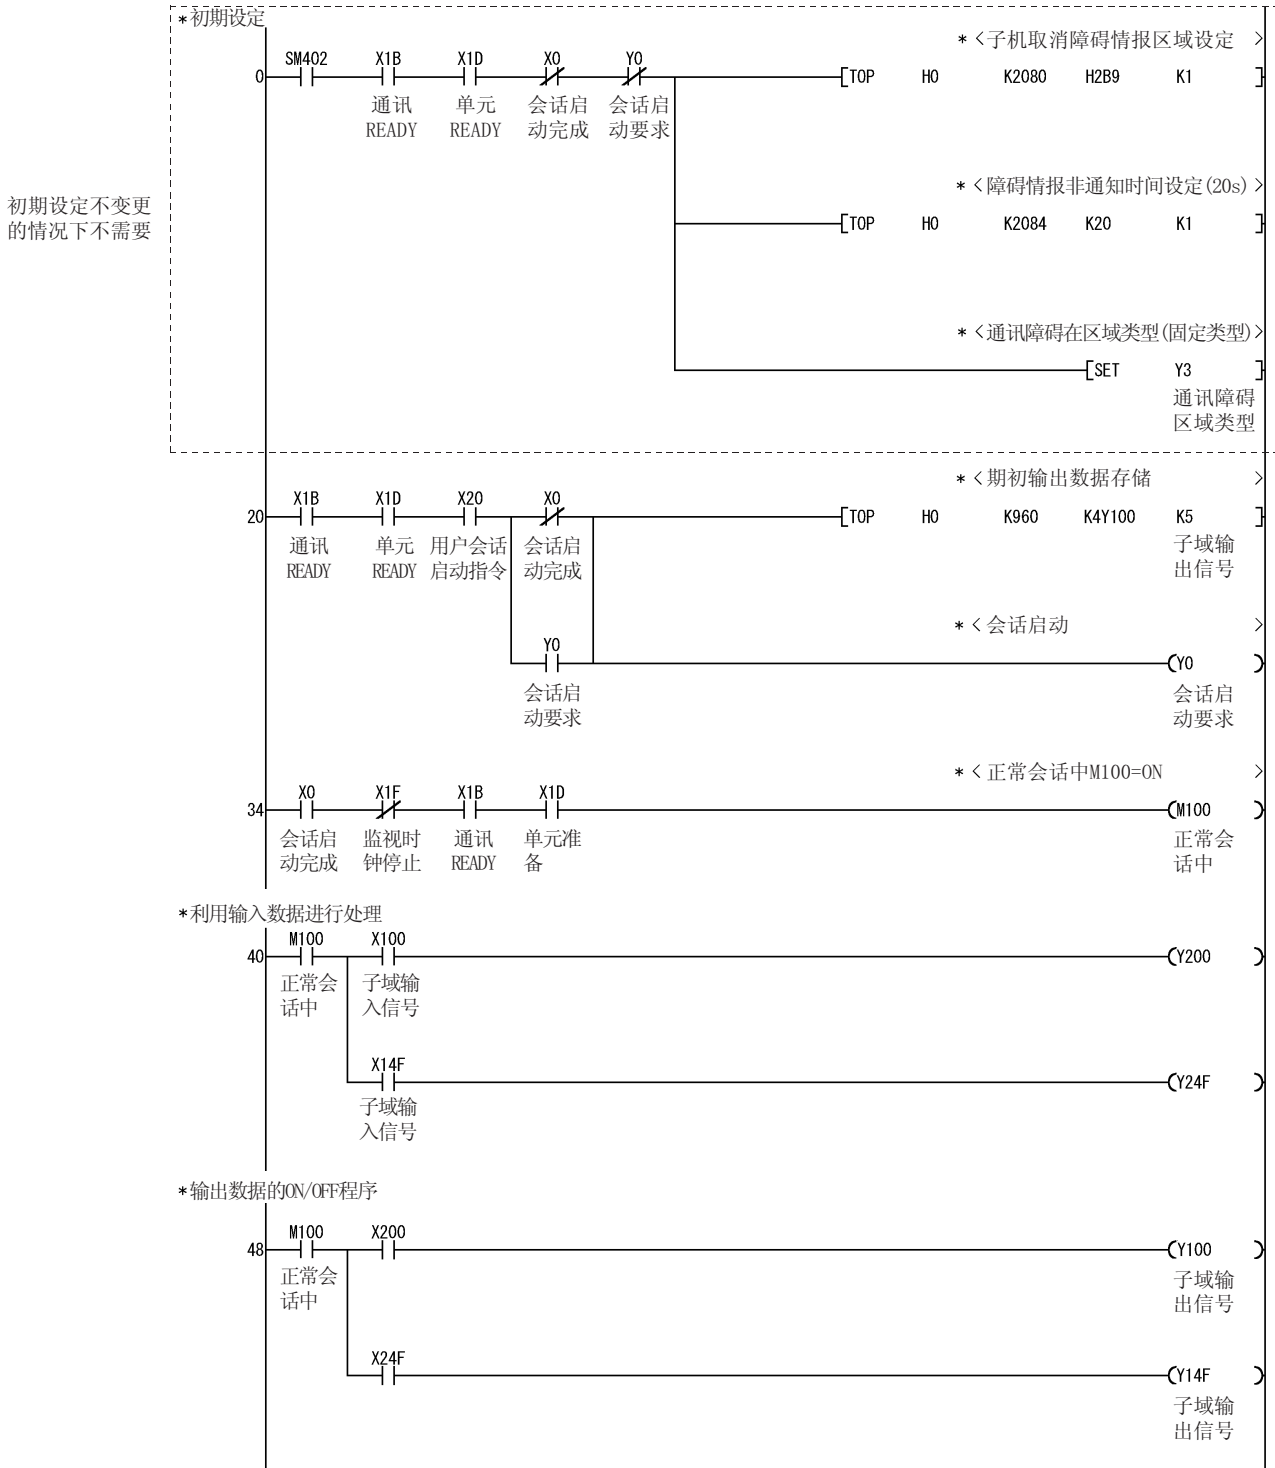 *初期设定
*<子机取消障碍情报区域设定 >
SM402 X1B X1D X0 Y0
0 [TOP H0 K2080 H2B9 K1 ]
通讯 单元 会话启 会话启
READY READY 动完成 动要求
*<障碍情报非通知时间设定(20s)>
初期设定不变更
的情况下不需要
[TOP H0 K2084 K20 K1 ]
*<通讯障碍在区域类型(固定类型)>
[SET Y3 ]
通讯障碍
区域类型
*<期初输出数据存储 >
X1B X1D X20 X0
20 [TOP H0 K960 K4Y100 K5 ]
通讯 单元 用户会话 会话启 子域输
READY READY 启动指令 动完成 出信号
*<会话启动 >
Y0
(Y0 )
会话启 会话启
动要求 动要求
*<正常会话中M100=ON >
X0 X1F X1B X1D
34 (M100 )
会话启 监视时 通讯 单元准 正常会
动完成 钟停止 READY 备 话中
*利用输入数据进行处理
M100 X100
40 (Y200 )
正常会 子域输
话中 入信号
X14F
(Y24F )
子域输
入信号
*输出数据的ON/OFF程序
M100 X200
48 (Y100 )
正常会 子域输
话中 出信号
X24F
(Y14F )
子域输
出信号